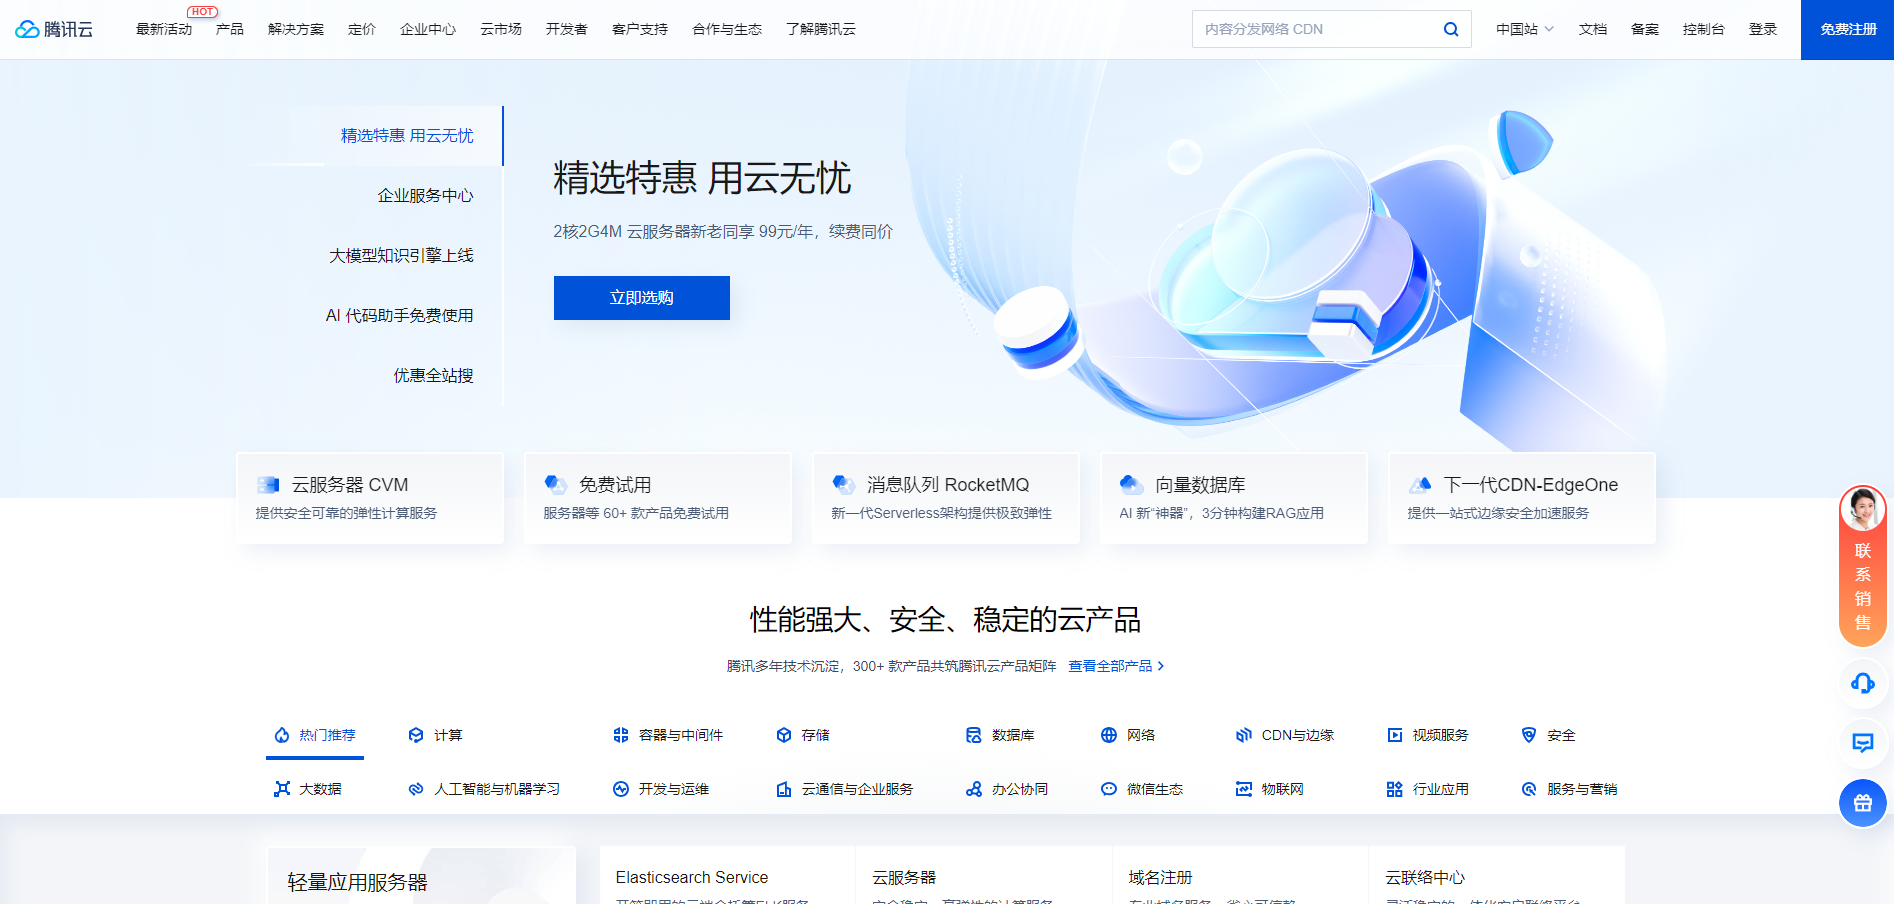 腾讯云
最新活动 HOT 产品 解决方案 定价 企业中心 云市场 开发者 客户支持 合作与生态 了解腾讯云
内容分发网络 CDN
中国站 文档 备案 控制台 登录 免费注册
精选特惠 用云无忧
企业服务中心
大模型知识引擎上线
AI 代码助手免费使用
优惠全站搜
精选特惠 用云无忧
2核2G4M 云服务器新老同享 99元/年，续费同价
立即选购
云服务器 CVM
提供安全可靠的弹性计算服务
免费试用
服务器等 60+ 款产品免费试用
消息队列 RocketMQ
新一代Serverless架构提供极致弹性
向量数据库
AI 新“神器”，3分钟构建RAG应用
下一代CDN-EdgeOne
提供一站式边缘安全加速服务
联
系
销
售
性能强大、安全、稳定的云产品
腾讯多年技术沉淀，300+ 款产品共筑腾讯云产品矩阵 查看全部产品
热门推荐 计算 容器与中间件 存储 数据库 网络 CDN与边缘 视频服务 安全
大数据 人工智能与机器学习 开发与运维 云通信与企业服务 办公协同 微信生态 物联网 行业应用 服务与营销
轻量应用服务器
Elasticsearch Service
云服务器
域名注册
云联络中心